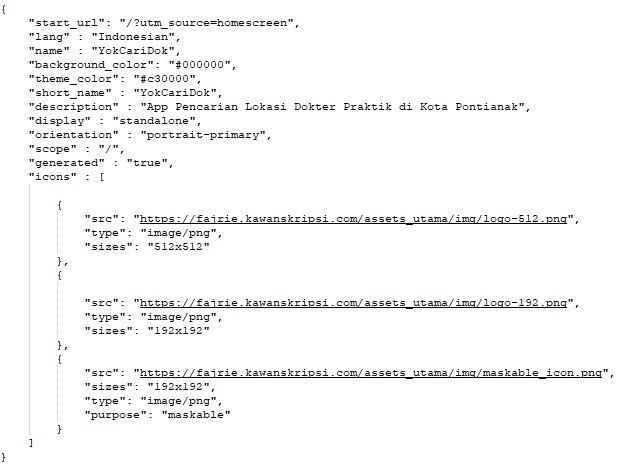 {
"start_url": "/?utm_source=homescreen",
"lang" : "Indonesian",
"name" : "YokCariDok",
"background_color": "#000000",
"theme_color": "#c30000",
"short_name" : "YokCariDok",
"description" : "App Pencarian Lokasi Dokter Praktik di Kota Pontianak",
"display" : "standalone",
"orientation" : "portrait-primary",
"scope" : "/",
"generated" : "true",
"icons" : [
{
"src": "https://fajrie.kawanskripsi.com/assets_utama/img/logo-512.png",
"type": "image/png",
"sizes": "512x512"
},
{
"src": "https://fajrie.kawanskripsi.com/assets_utama/img/logo-192.png",
"type": "image/png",
"sizes": "192x192"
},
{
"src": "https://fajrie.kawanskripsi.com/assets_utama/img/maskable_icon.png",
"sizes": "192x192",
"type": "image/png",
"purpose": "maskable"
}
]
}